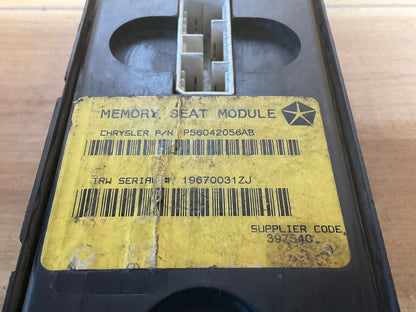 MEMORY SEAT MODULE
CHRYSLER P/N P56042056AB
TRW SERIAL # 19670031ZJ
SUPPLIER CODE
39754G